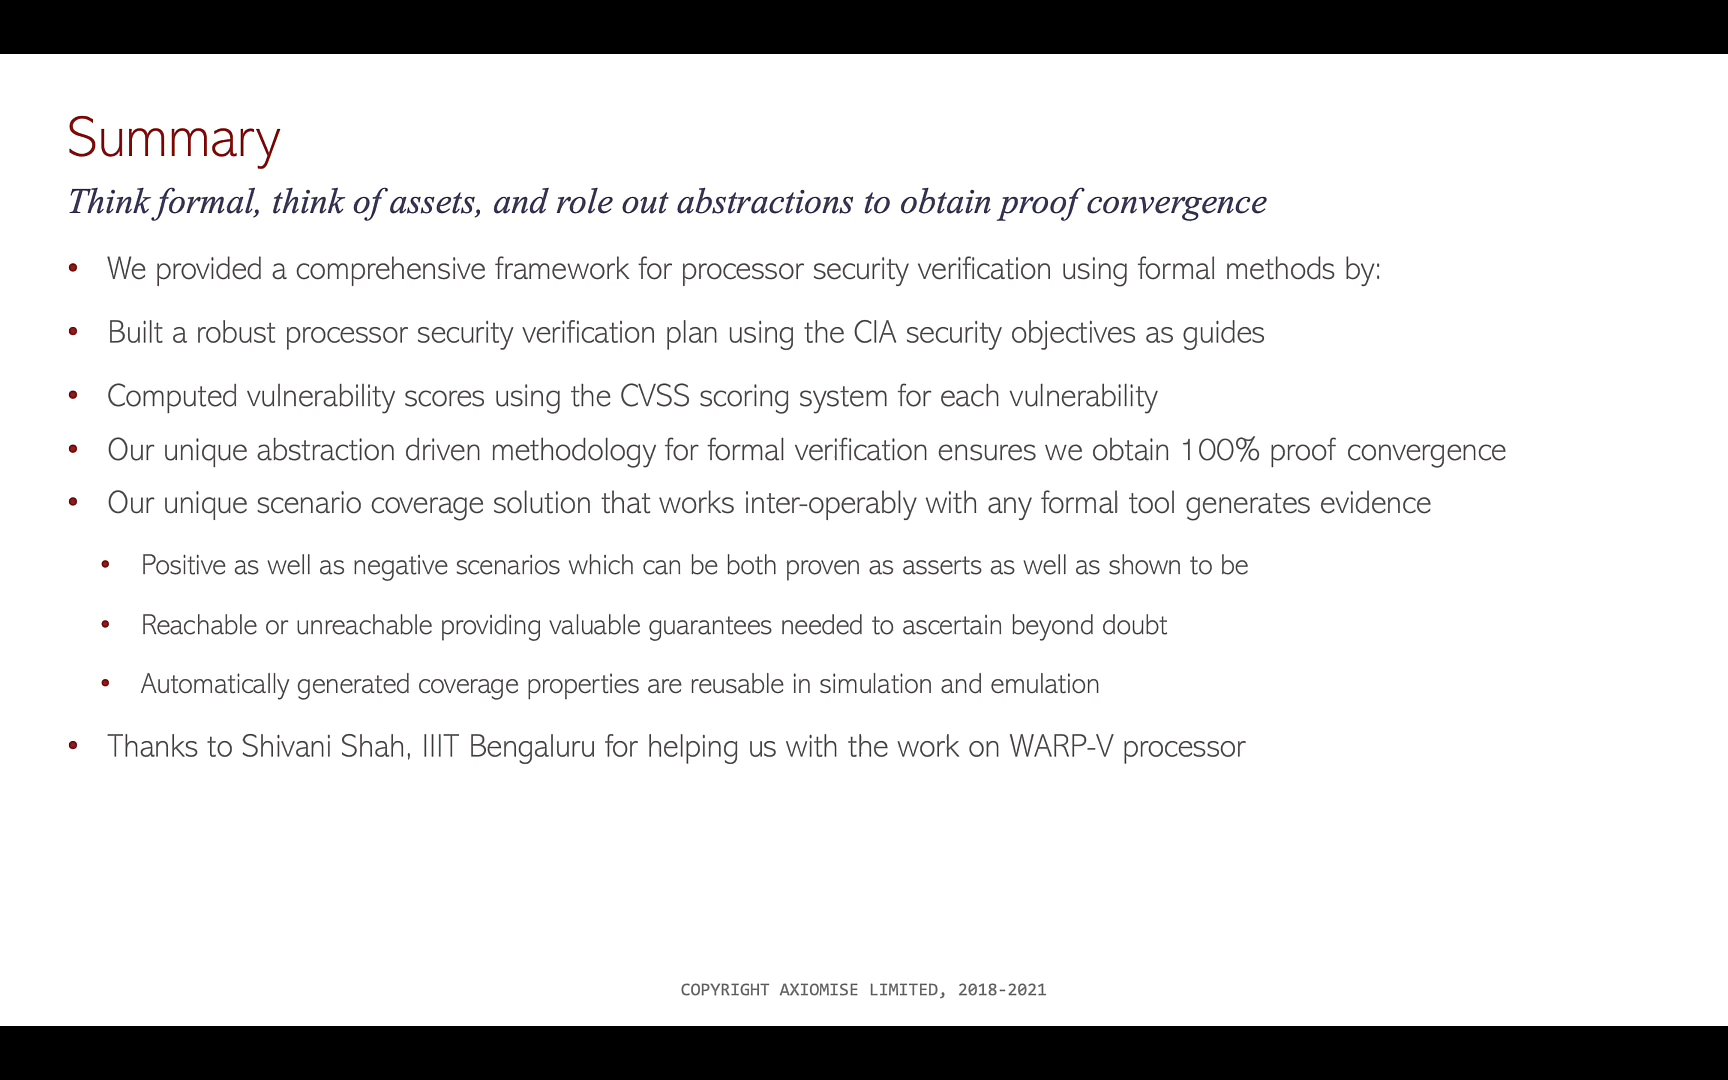 Summary
Think formal, think of assets, and role out abstractions to obtain proof convergence
• We provided a comprehensive framework for processor security verification using formal methods by:
• Built a robust processor security verification plan using the CIA security objectives as guides
• Computed vulnerability scores using the CVSS scoring system for each vulnerability
• Our unique abstraction driven methodology for formal verification ensures we obtain 100% proof convergence
• Our unique scenario coverage solution that works inter-operably with any formal tool generates evidence
• Positive as well as negative scenarios which can be both proven as asserts as well as shown to be
• Reachable or unreachable providing valuable guarantees needed to ascertain beyond doubt
• Automatically generated coverage properties are reusable in simulation and emulation
• Thanks to Shivani Shah, IIIT Bengaluru for helping us with the work on WARP-V processor
COPYRIGHT AXIOMISE LIMITED, 2018-2021